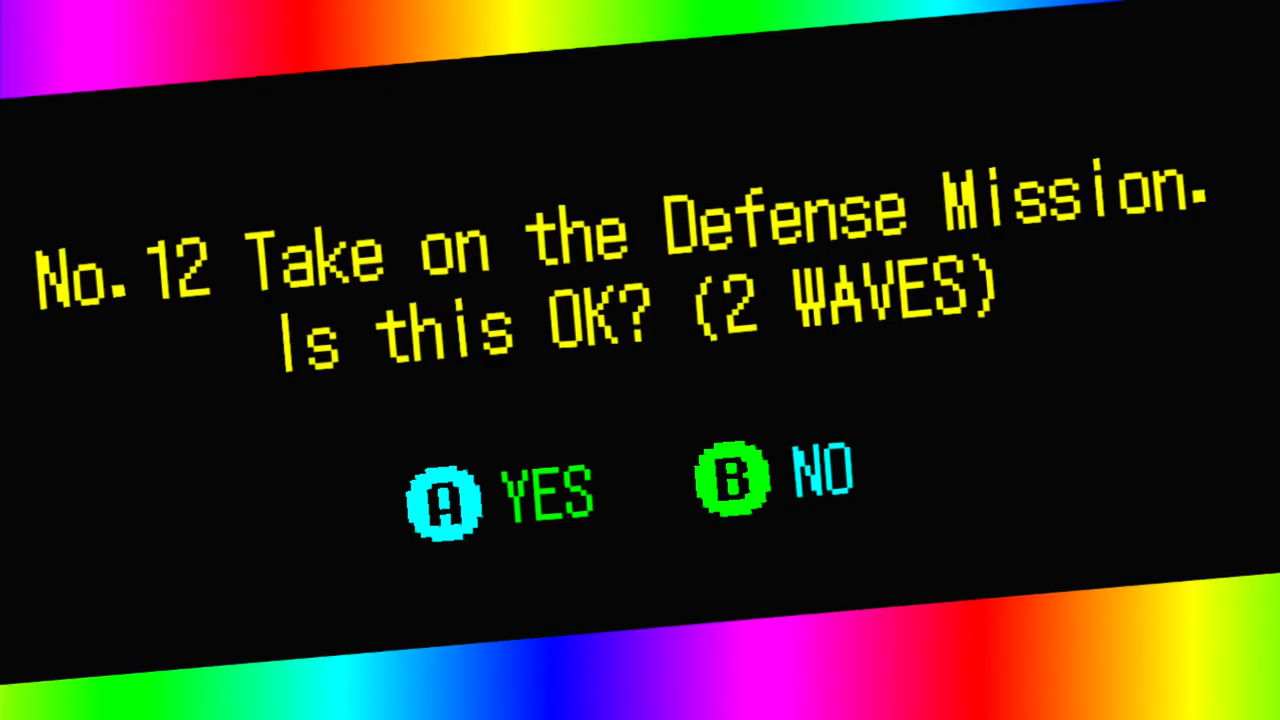 No. 12 Take on the Defense Mission.
Is this OK? (2 WAVES)
A YES B NO